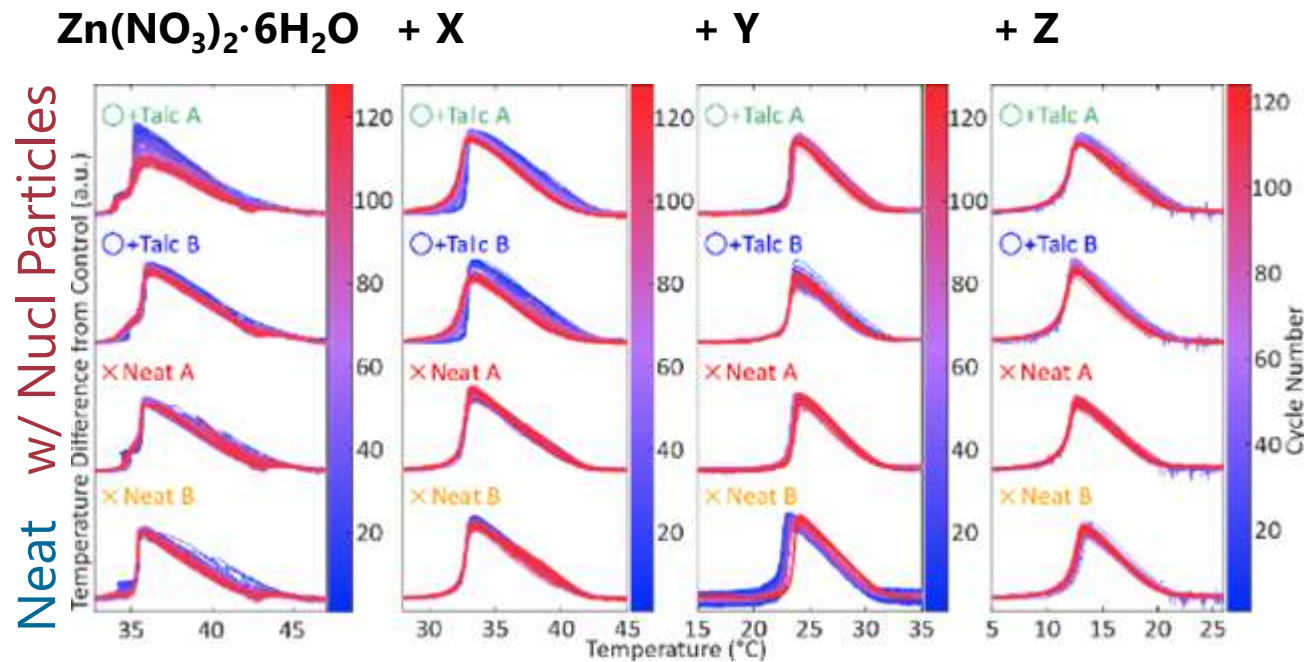 Zn(NO₃)₂·6H₂O + X + Y + Z
Neat w/ Nucl Particles
Temperature Difference from Control (a.u.)
○+Talc A
○+Talc B
×Neat A
×Neat B
35 40 45
120
100
80
60
40
20
○+Talc A
○+Talc B
×Neat A
×Neat B
30 35 40 45
120
100
80
60
40
20
○+Talc A
○+Talc B
×Neat A
×Neat B
15 20 25 30 35
120
100
80
60
40
20
○+Talc A
○+Talc B
×Neat A
×Neat B
5 10 15 20 25
120
100
80
60
40
20
Cycle Number
Temperature (°C)